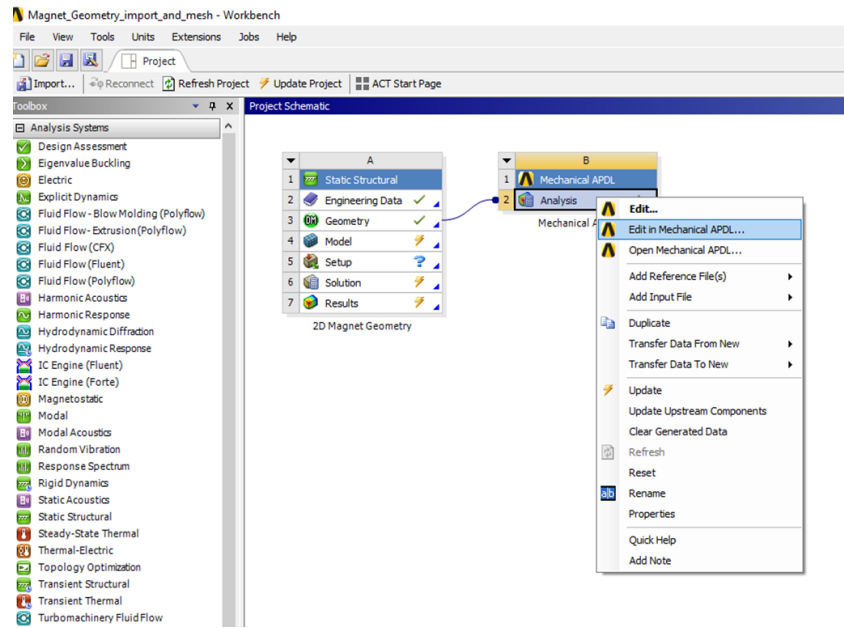 Magnet_Geometry_import_and_mesh - Workbench
File View Tools Units Extensions Jobs Help
Project
Import... Reconnect Refresh Project Update Project ACT Start Page
Toolbox
Project Schematic
Analysis Systems
Design Assessment
Eigenvalue Buckling
Electric
Explicit Dynamics
Fluid Flow - Blow Molding (Polyflow)
Fluid Flow - Extrusion (Polyflow)
Fluid Flow (CFX)
Fluid Flow (Fluent)
Fluid Flow (Polyflow)
Harmonic Acoustics
Harmonic Response
Hydrodynamic Diffraction
Hydrodynamic Response
IC Engine (Fluent)
IC Engine (Forte)
Magnetostatic
Modal
Modal Acoustics
Random Vibration
Response Spectrum
Rigid Dynamics
Static Acoustics
Static Structural
Steady-State Thermal
Thermal-Electric
Topology Optimization
Transient Structural
Transient Thermal
Turbomachinery Fluid Flow
A
1 Static Structural
2 Engineering Data
3 Geometry
4 Model
5 Setup
6 Solution
7 Results
2D Magnet Geometry
B
1 Mechanical APDL
2 Analysis
Mechanical A
Edit...
Edit in Mechanical APDL...
Open Mechanical APDL...
Add Reference File(s)
Add Input File
Duplicate
Transfer Data From New
Transfer Data To New
Update
Update Upstream Components
Clear Generated Data
Refresh
Reset
Rename
Properties
Quick Help
Add Note